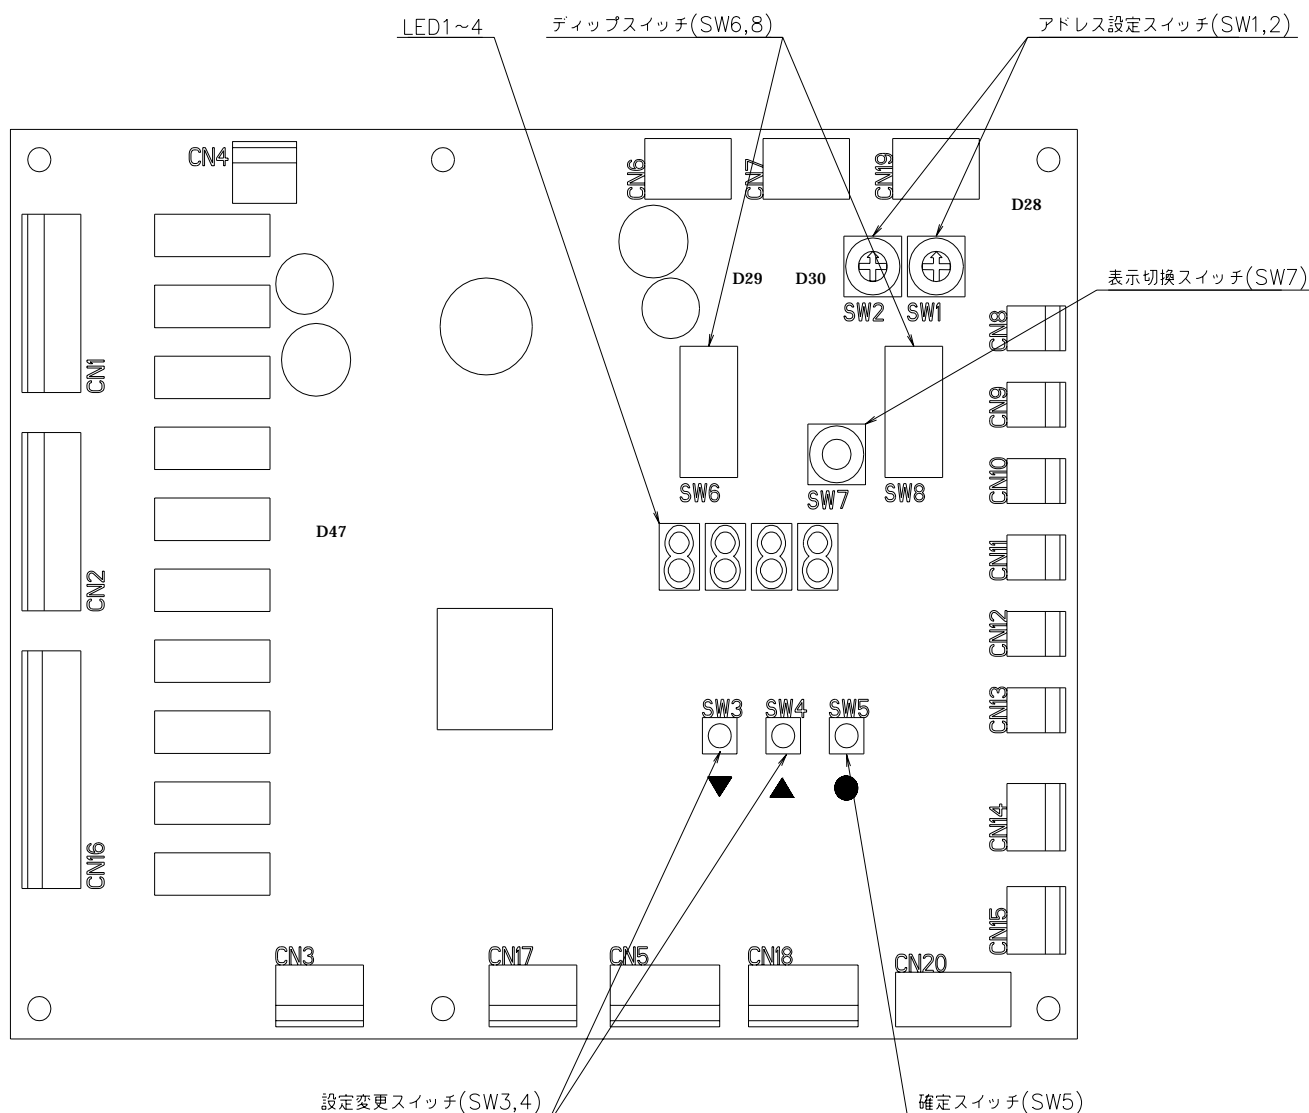 LED1~4
ディップスイッチ(SW6,8)
アドレス設定スイッチ(SW1,2)
CN4
CN6
CN7
CN19
D28
D29
D30
表示切換スイッチ(SW7)
SW2
SW1
CN8
CN1
CN9
CN10
SW6
SW7
SW8
D47
CN11
CN2
CN12
CN13
SW3
SW4
SW5
▼
▲
●
CN14
CN16
CN15
CN3
CN17
CN5
CN18
CN20
設定変更スイッチ(SW3,4)
確定スイッチ(SW5)